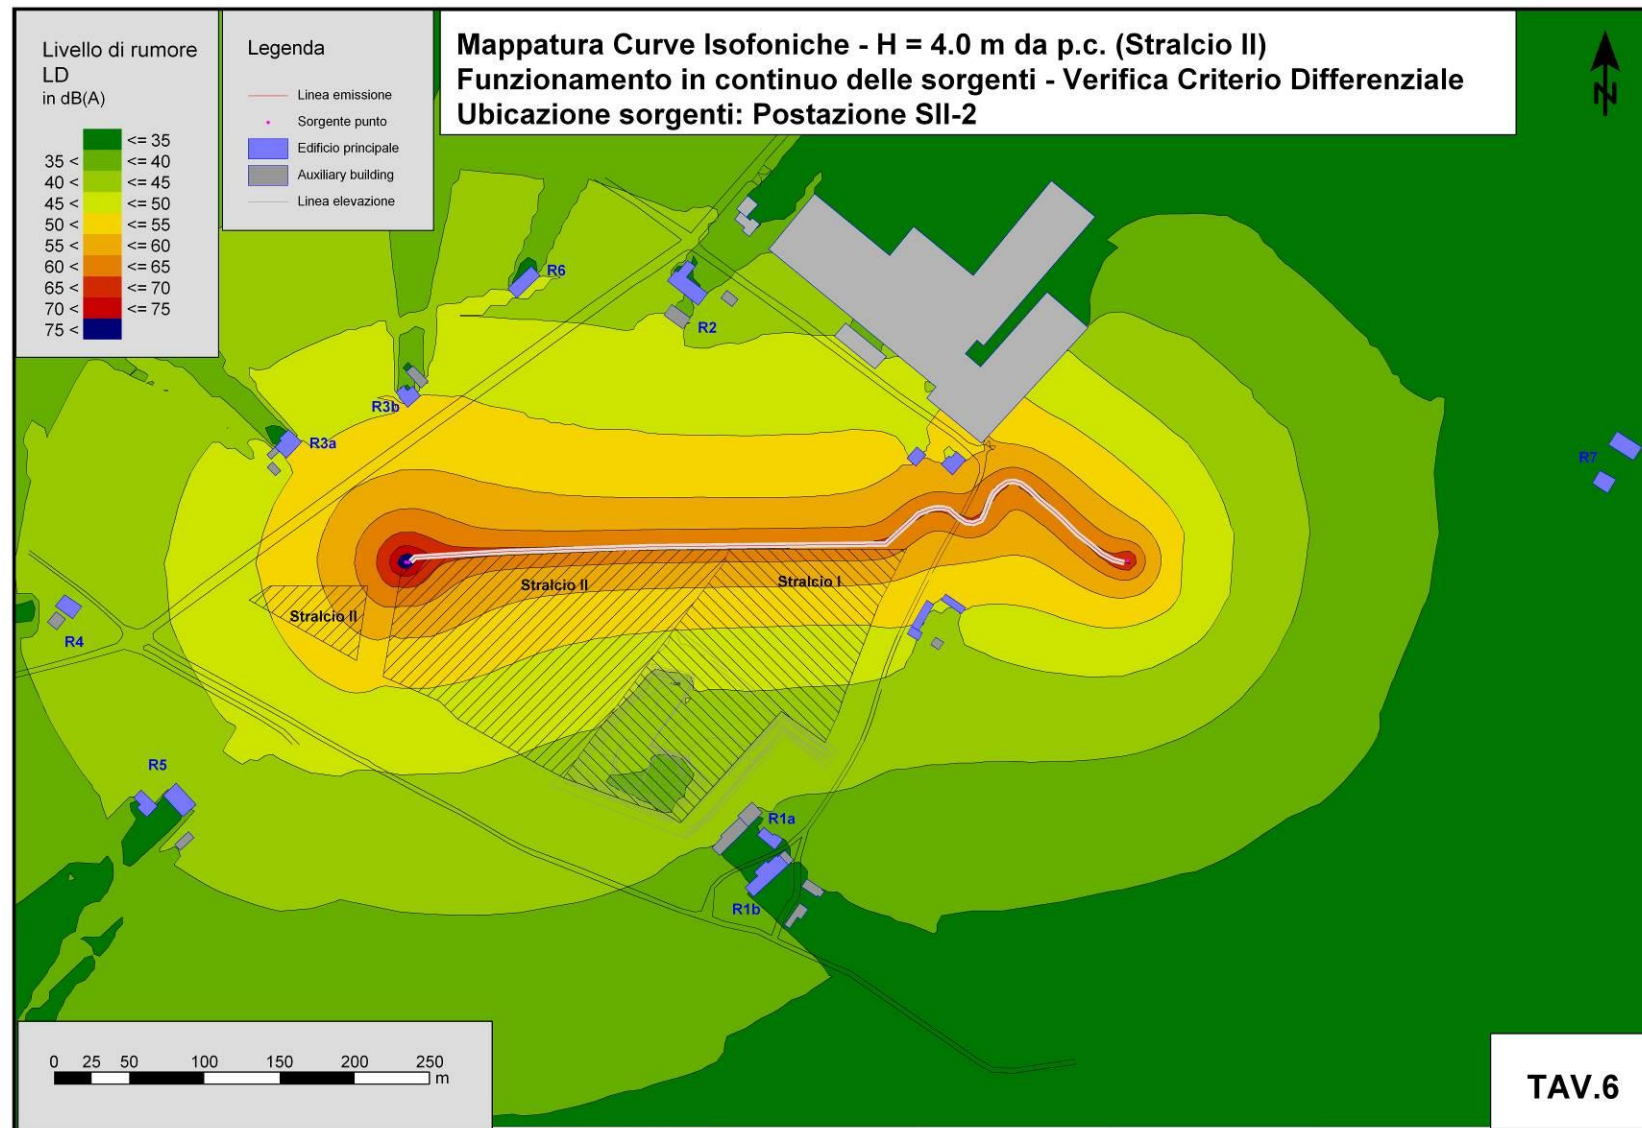 Livello di rumore
LD
in dB(A)
<= 35
35 < <= 40
40 < <= 45
45 < <= 50
50 < <= 55
55 < <= 60
60 < <= 65
65 < <= 70
70 < <= 75
75 <
Legenda
Linea emissione
Sorgente punto
Edificio principale
Auxiliary building
Linea elevazione
Mappatura Curve Isofoniche - H = 4.0 m da p.c. (Stralcio II)
Funzionamento in continuo delle sorgenti - Verifica Criterio Differenziale
Ubicazione sorgenti: Postazione SII-2
N
R6
R2
R3b
R3a
R7
Stralcio II
Stralcio I
Stralcio II
R4
R5
R1a
R1b
0 25 50 100 150 200 250
m
TAV.6